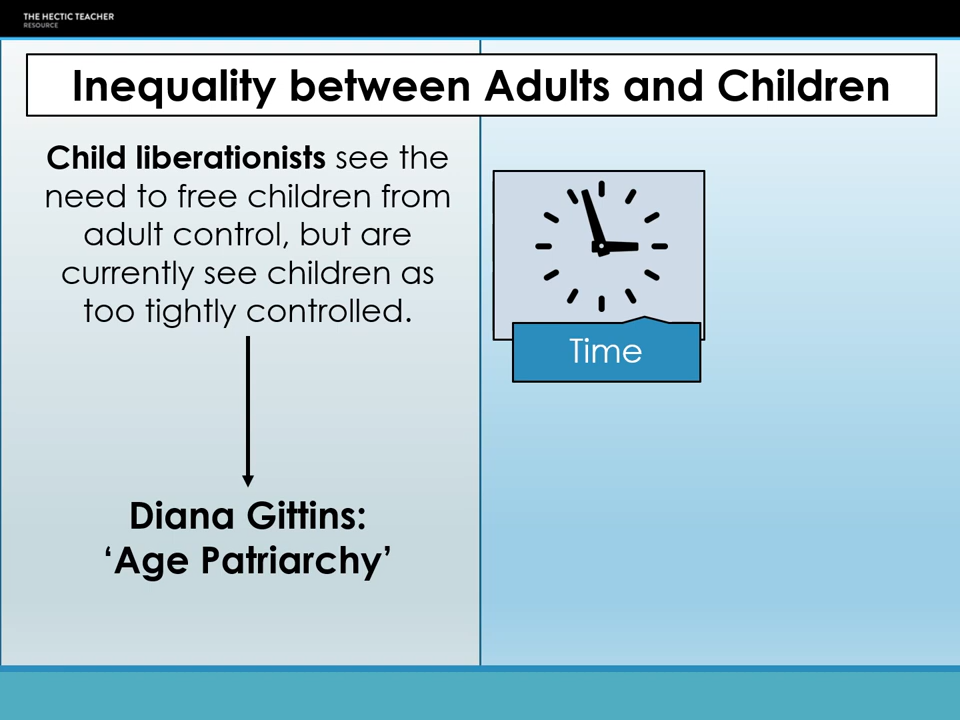 THE HECTIC TEACHER
RESOURCE
Inequality between Adults and Children
Child liberationists see the
need to free children from
adult control, but are
currently see children as
too tightly controlled.
Diana Gittins:
‘Age Patriarchy’
Time